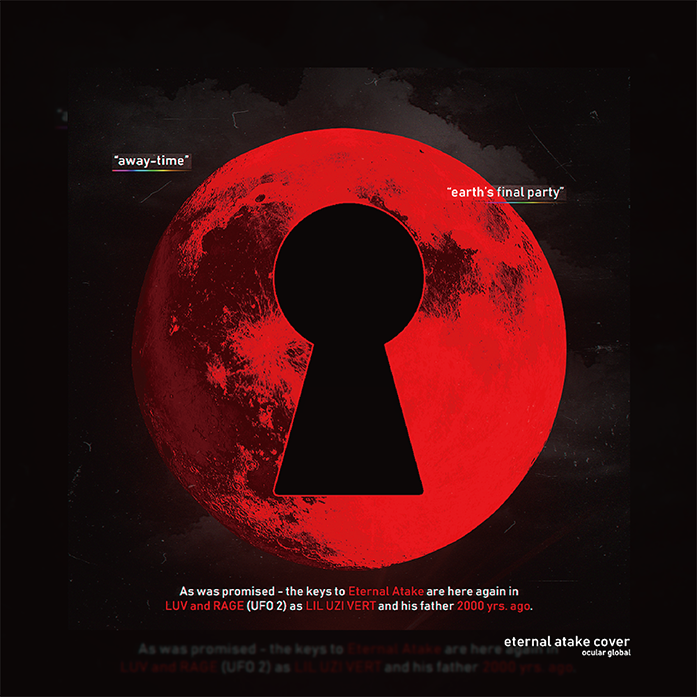 “away-time”
“earth's final party”
As was promised - the keys to Eternal Atake are here again in
LUV and RAGE (UFO 2) as LIL UZI VERT and his father 2000 yrs. ago.
eternal atake cover
ocular global
As was promised - the keys to Eternal Atake are here again in
LUV and RAGE (UFO 2) as LIL UZI VERT and his father 2000 yrs. ago.